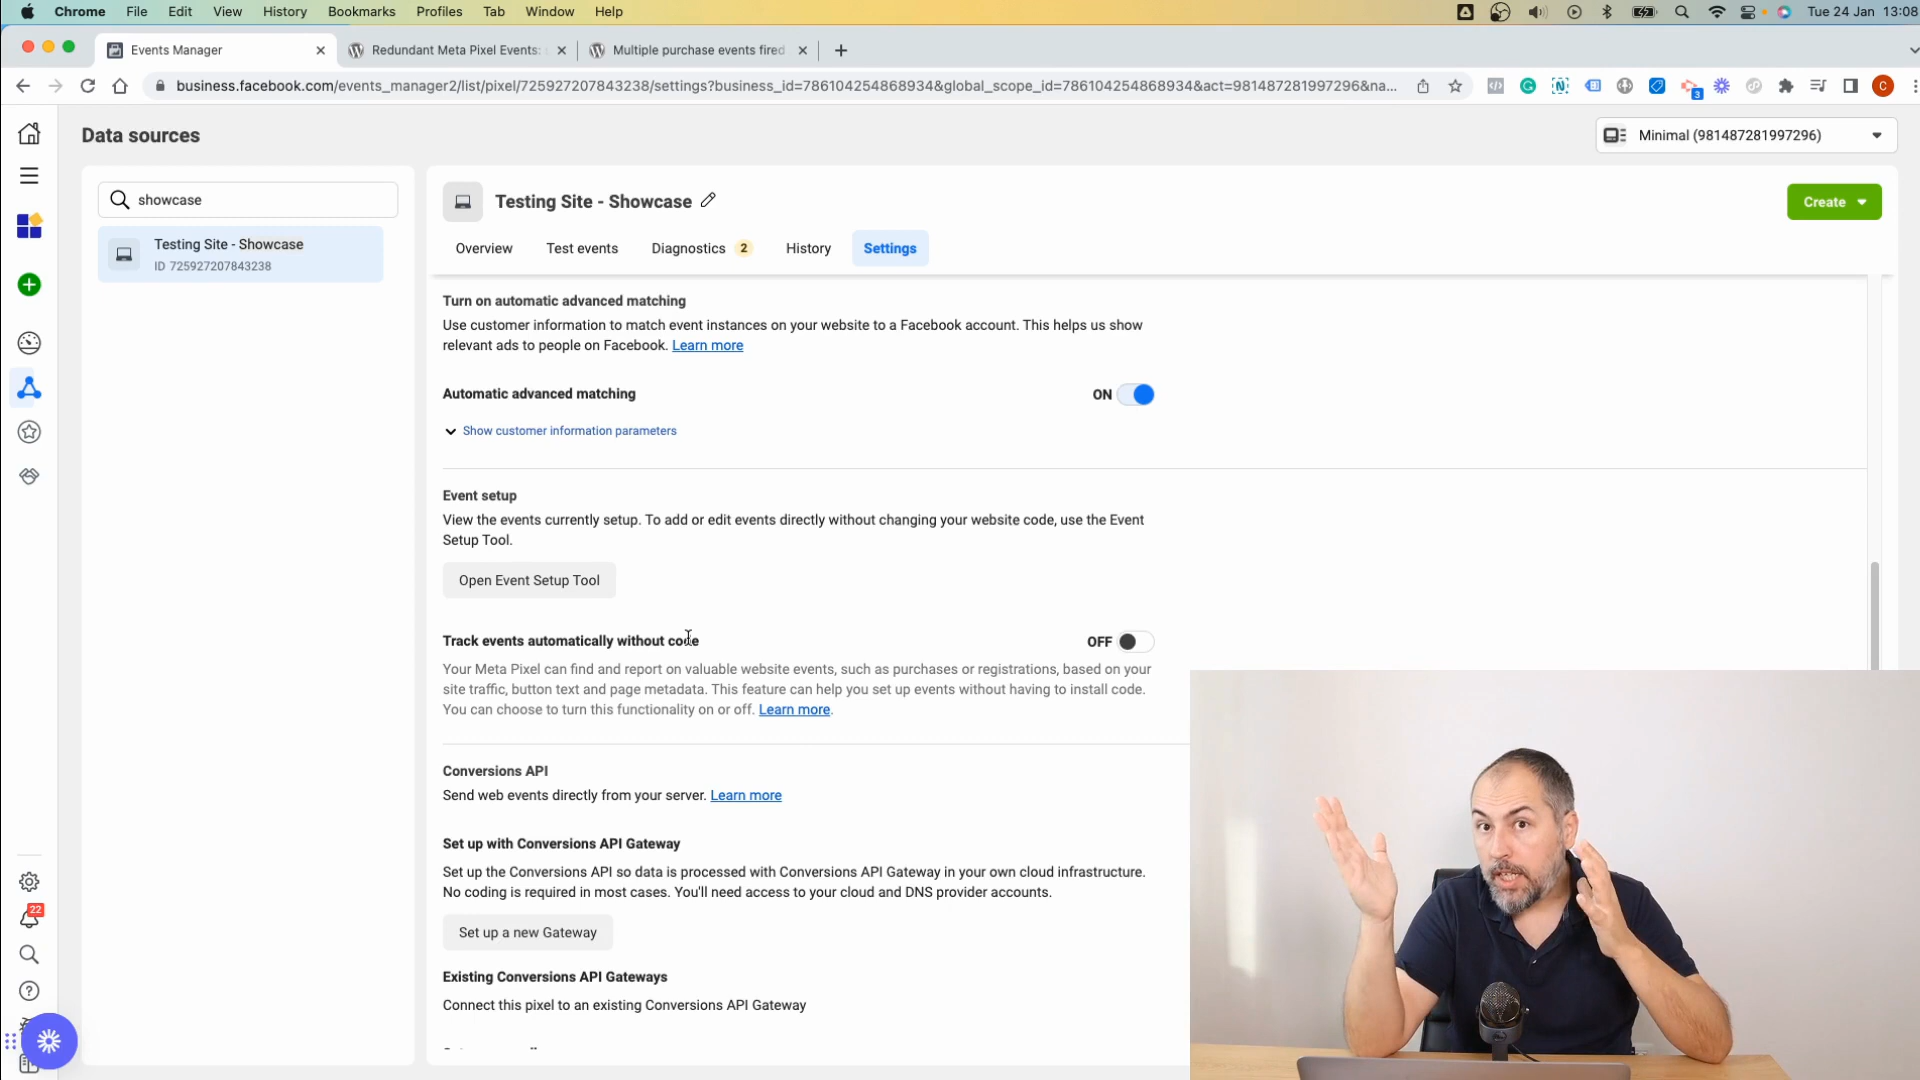 Chrome File Edit View History Bookmarks Profiles Tab Window Help Tue 24 Jan 13:08
Events Manager Redundant Meta Pixel Events: Multiple purchase events fired
business.facebook.com/events_manager2/list/pixel/725927207843238/settings?business_id=786104254868934&global_scope_id=786104254868934&act=981487281997296&na... 3 C
Data sources
Minimal (981487281997296)
showcase
Testing Site - Showcase
ID 725927207843238
Testing Site - Showcase
Create
Overview Test events Diagnostics 2 History Settings
Turn on automatic advanced matching
Use customer information to match event instances on your website to a Facebook account. This helps us show
relevant ads to people on Facebook. Learn more
Automatic advanced matching ON
Show customer information parameters
Event setup
View the events currently setup. To add or edit events directly without changing your website code, use the Event
Setup Tool.
Open Event Setup Tool
Track events automatically without code OFF
Your Meta Pixel can find and report on valuable website events, such as purchases or registrations, based on your
site traffic, button text and page metadata. This feature can help you set up events without having to install code.
You can choose to turn this functionality on or off. Learn more.
Conversions API
Send web events directly from your server. Learn more
Set up with Conversions API Gateway
Set up the Conversions API so data is processed with Conversions API Gateway in your own cloud infrastructure.
No coding is required in most cases. You'll need access to your cloud and DNS provider accounts.
Set up a new Gateway
Existing Conversions API Gateways
Connect this pixel to an existing Conversions API Gateway
22